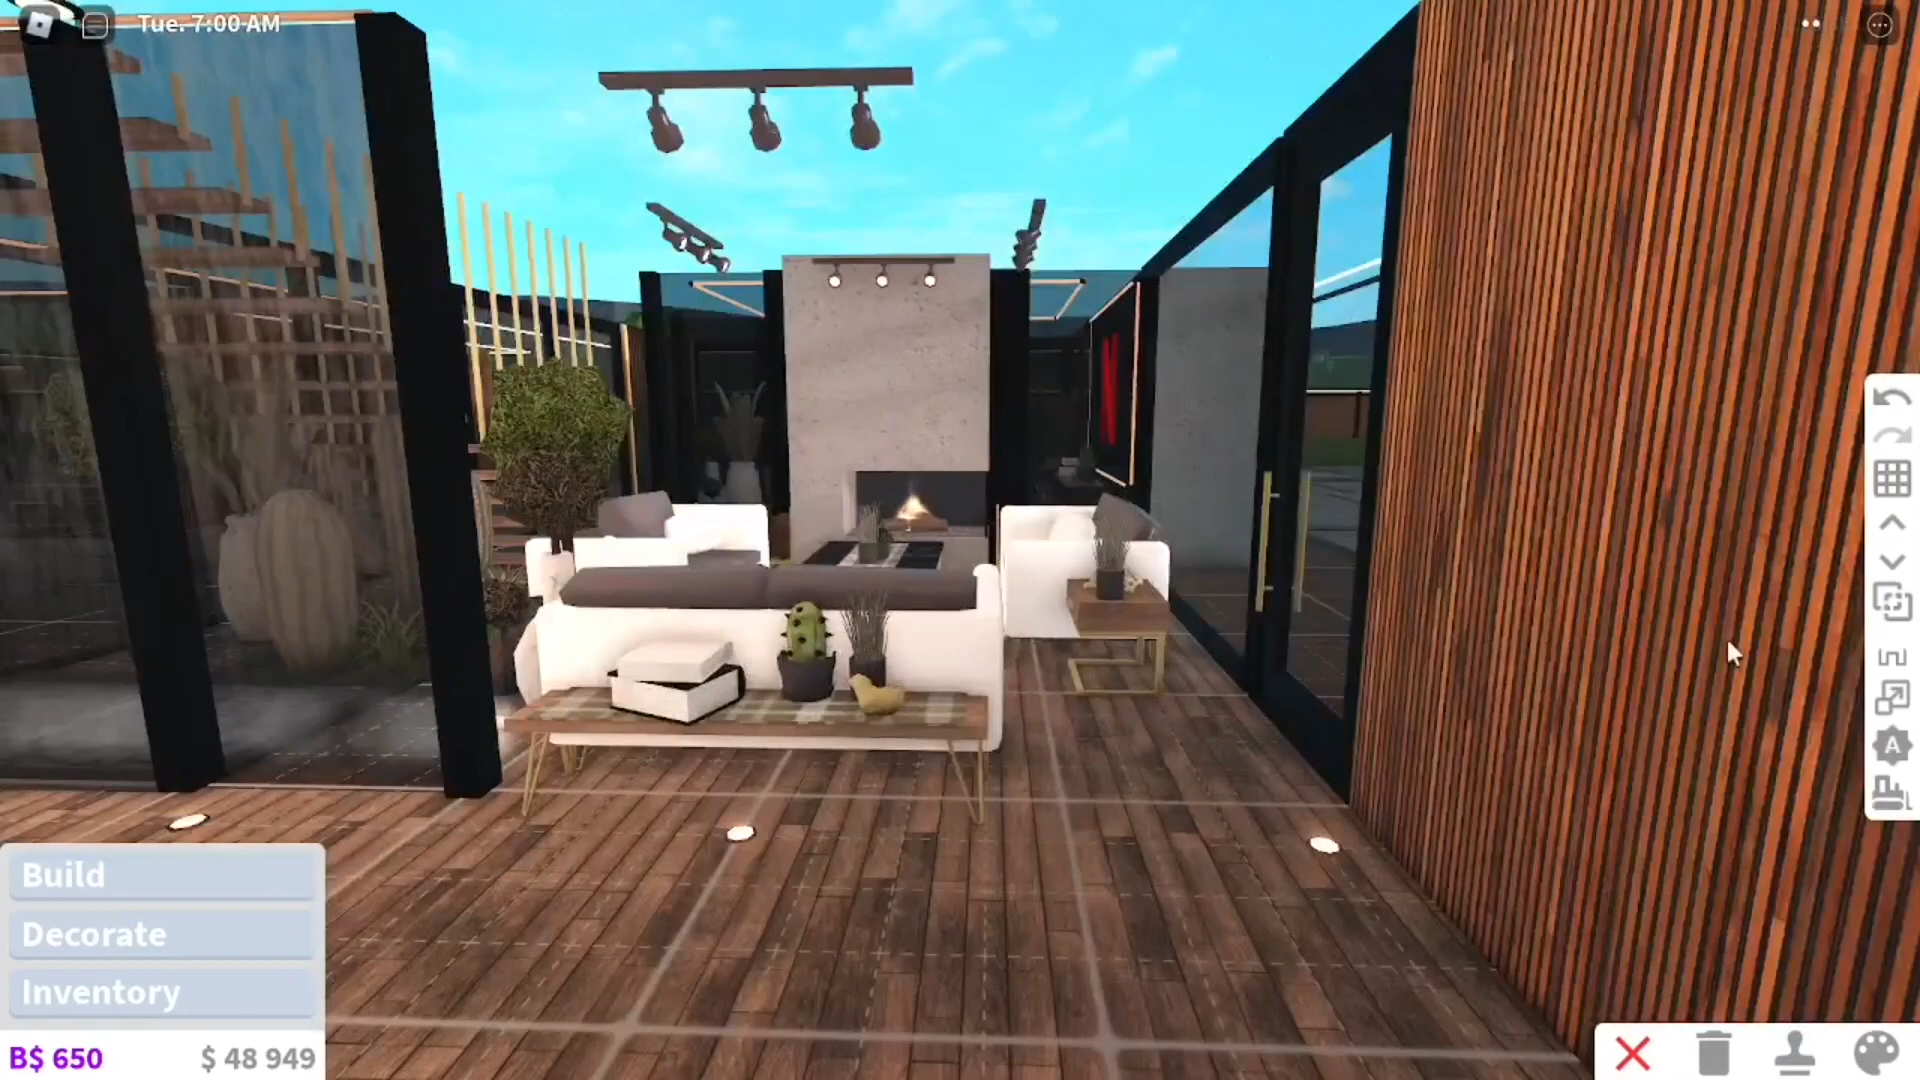 Tue. 7:00 AM
N
Build
Decorate
Inventory
B$ 650
$ 48 949
A